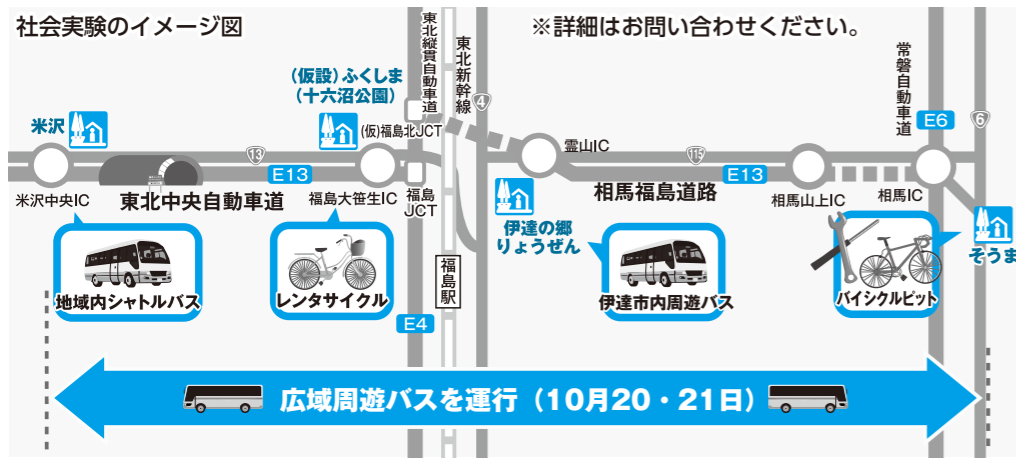 社会実験のイメージ図
※詳細はお問い合わせください。
東北縦貫自動車道
東北新幹線
常磐自動車道
(仮設)ふくしま
(十六沼公園)
4
E6
6
米沢
(仮)福島北JCT
霊山IC
13
115
E13
E13
米沢中央IC
東北中央自動車道
福島大笹生IC
福島
JCT
相馬福島道路
相馬山上IC
相馬IC
伊達の郷
りょうぜん
そうま
福島駅
地域内シャトルバス
レンタサイクル
伊達市内周遊バス
バイシクルピット
E4
広域周遊バスを運行(10月20・21日)